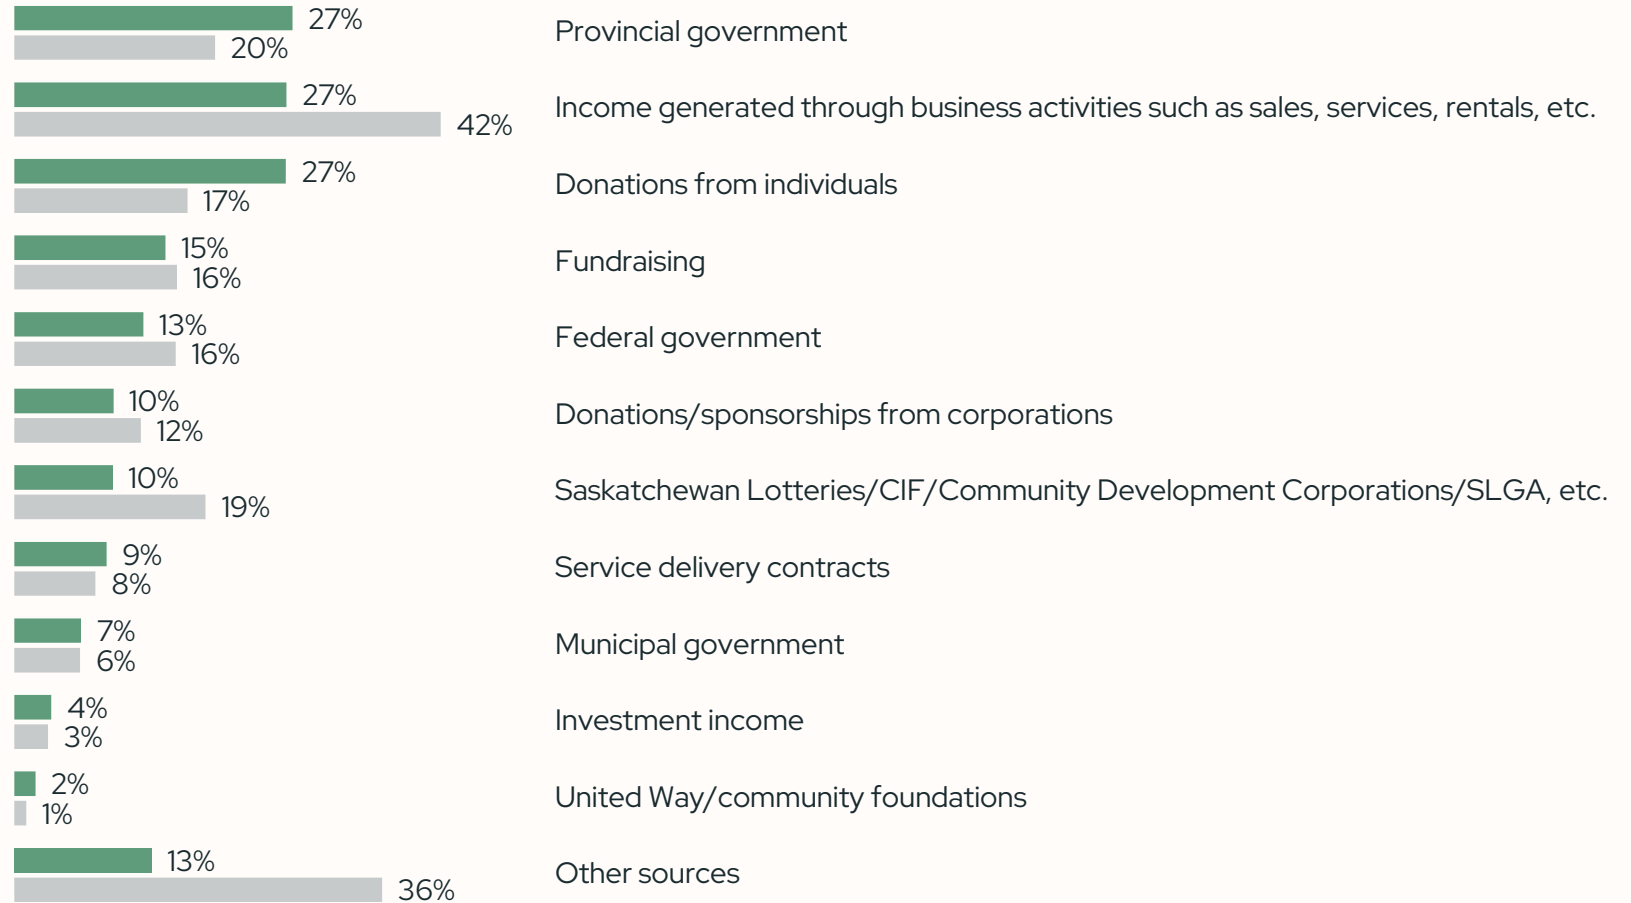 27%
20%
Provincial government
27%
42%
Income generated through business activities such as sales, services, rentals, etc.
27%
17%
Donations from individuals
15%
16%
Fundraising
13%
16%
Federal government
10%
12%
Donations/sponsorships from corporations
10%
19%
Saskatchewan Lotteries/CIF/Community Development Corporations/SLGA, etc.
9%
8%
Service delivery contracts
7%
6%
Municipal government
4%
3%
Investment income
2%
1%
United Way/community foundations
13%
36%
Other sources